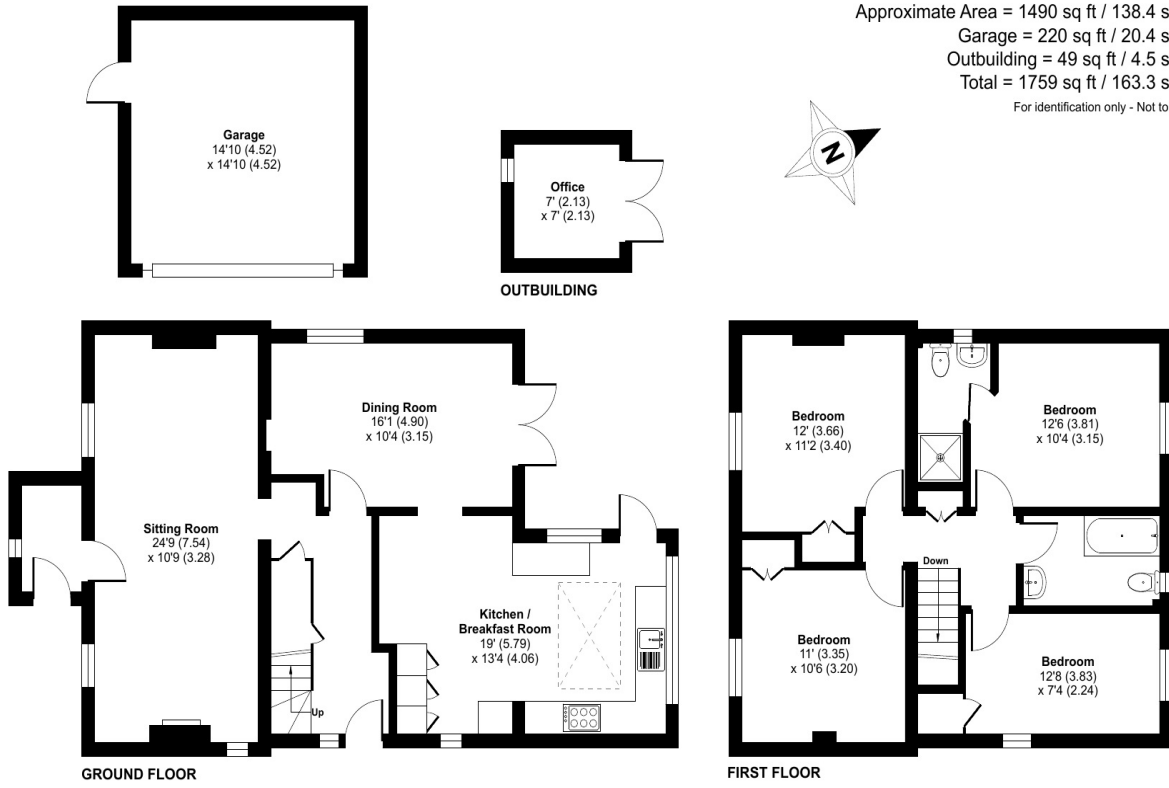 Approximate Area = 1490 sq ft / 138.4 s
Garage = 220 sq ft / 20.4 s
Outbuilding = 49 sq ft / 4.5 s
Total = 1759 sq ft / 163.3 s
For identification only - Not to
Garage
14'10 (4.52)
x 14'10 (4.52)
N
Office
7' (2.13)
x 7' (2.13)
OUTBUILDING
Dining Room
16'1 (4.90)
x 10'4 (3.15)
Sitting Room
24'9 (7.54)
x 10'9 (3.28)
Kitchen /
Breakfast Room
19' (5.79)
x 13'4 (4.06)
Up
GROUND FLOOR
Bedroom
12' (3.66)
x 11'2 (3.40)
Bedroom
12'6 (3.81)
x 10'4 (3.15)
Down
Bedroom
11' (3.35)
x 10'6 (3.20)
Bedroom
12'8 (3.83)
x 7'4 (2.24)
FIRST FLOOR